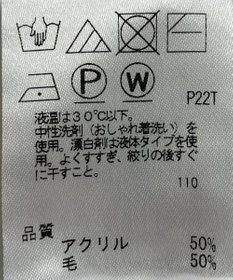 P W P22T
液温は30℃以下。
中性洗剤（おしゃれ着洗い）を
使用。漂白剤は液体タイプを使
用。よくすすぎ、絞りの後すぐ
に干すこと。
110
品質
アクリル 50%
毛 50%